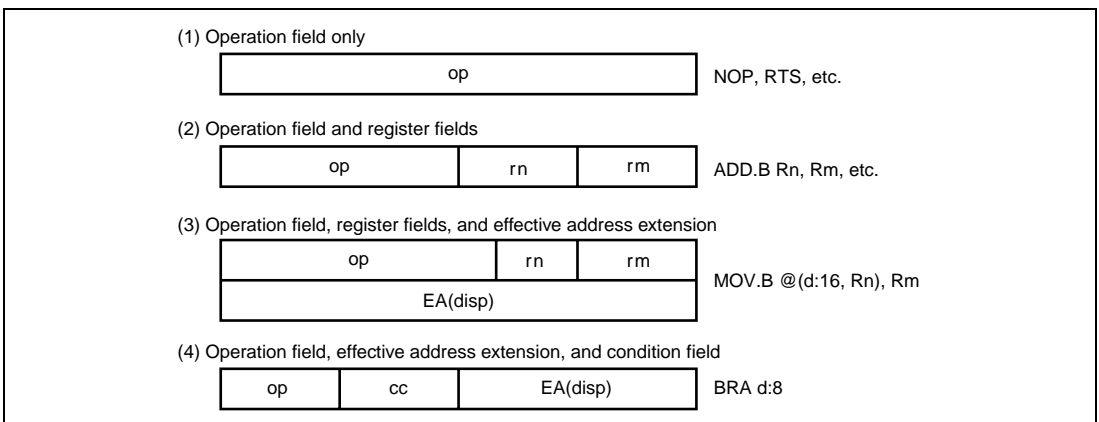 (1) Operation field only
op
NOP, RTS, etc.
(2) Operation field and register fields
op rn rm
ADD.B Rn, Rm, etc.
(3) Operation field, register fields, and effective address extension
op rn rm
MOV.B @(d:16, Rn), Rm
EA(disp)
(4) Operation field, effective address extension, and condition field
op cc EA(disp)
BRA d:8